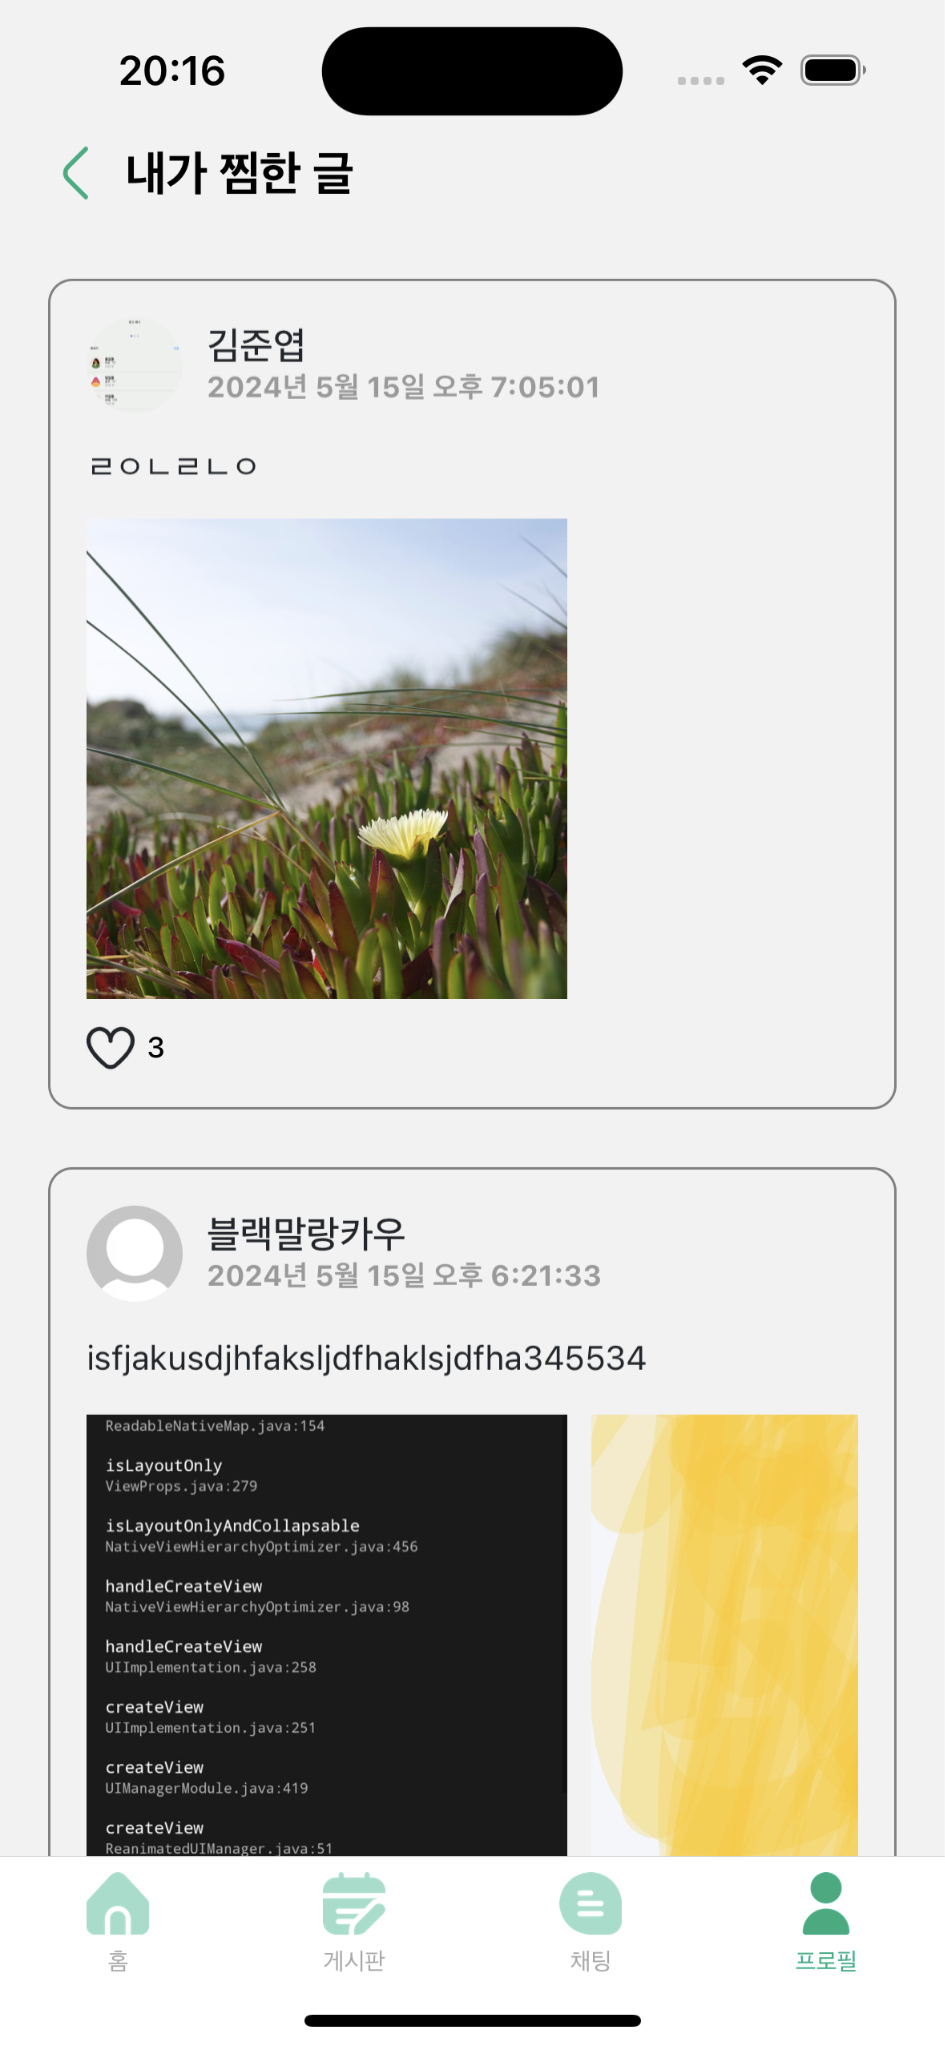 20:16
내가 찜한 글
김준엽
2024년 5월 15일 오후 7:05:01
ㄹㅇㄴㄹㄴㅇ
3
블랙말랑카우
2024년 5월 15일 오후 6:21:33
isfjakusdjhfaksljdfhaklsjdfha345534
ReadableNativeMap.java:154
isLayoutOnly
ViewProps.java:279
isLayoutOnlyAndCollapsable
NativeViewHierarchyOptimizer.java:456
handleCreateView
NativeViewHierarchyOptimizer.java:98
handleCreateView
UIImplementation.java:258
createView
UIImplementation.java:251
createView
UIManagerModule.java:419
createView
ReanimatedUIManager.java:51
홈
게시판
채팅
프로필